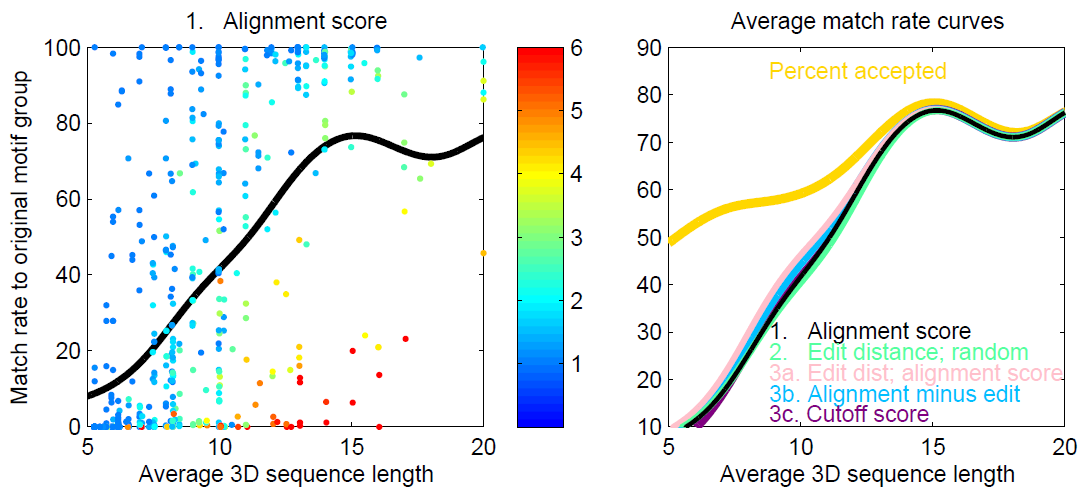 1. Alignment score
Match rate to original motif group
100
80
60
40
20
0
5
10
15
20
Average 3D sequence length
6
5
4
3
2
1
Average match rate curves
90
80
70
60
50
40
30
20
10
Percent accepted
1. Alignment score
2. Edit distance; random
3a. Edit dist; alignment score
3b. Alignment minus edit
3c. Cutoff score
5
10
15
20
Average 3D sequence length